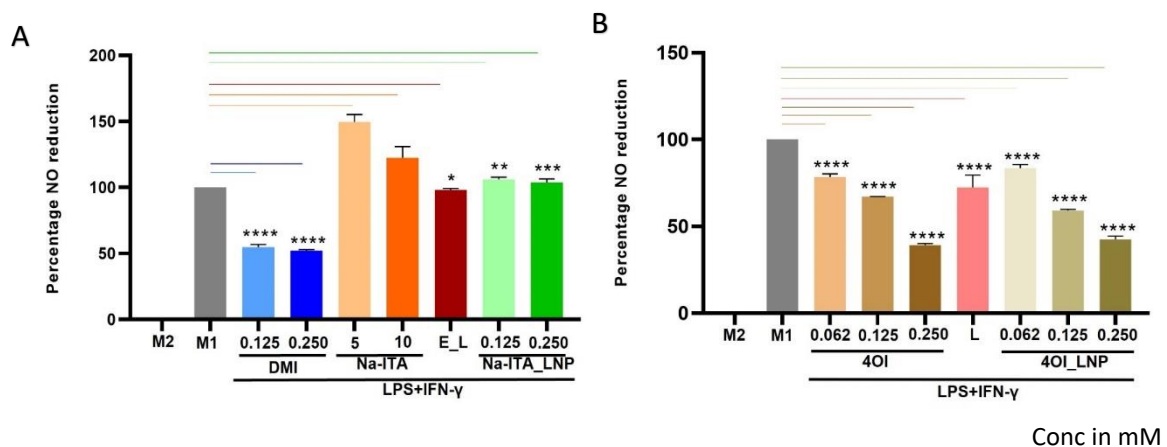 A
Percentage NO reduction
200
150
100
50
0
**** **** * ** ***
M2 M1 0.125 0.250 5 10 E_L 0.125 0.250
DMI Na-ITA Na-ITA_LNP
LPS+IFN-γ
B
Percentage NO reduction
150
100
50
0
**** **** **** **** **** **** ****
M2 M1 0.062 0.125 0.250 L 0.062 0.125 0.250
4OI 4OI_LNP
LPS+IFN-γ
Conc in mM